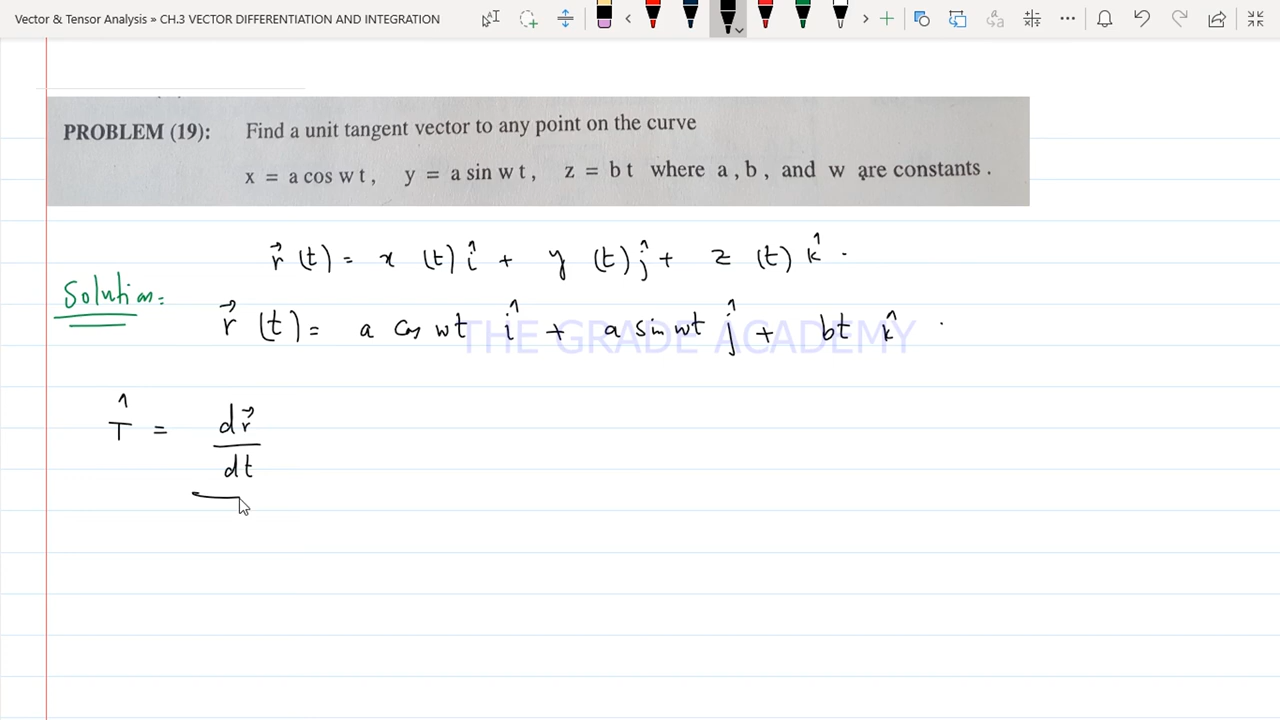 Vector & Tensor Analysis » CH.3 VECTOR DIFFERENTIATION AND INTEGRATION
PROBLEM (19): Find a unit tangent vector to any point on the curve
x = a cos w t , y = a sin w t , z = b t where a , b , and w are constants .
r⃗ (t) = x (t) î + y (t) ĵ + z (t) k̂ .
Solution:
r⃗ (t) = a cos wt î + a sin wt ĵ + bt k̂ .
THE GRADE ACADEMY
T̂ = dr⃗
dt